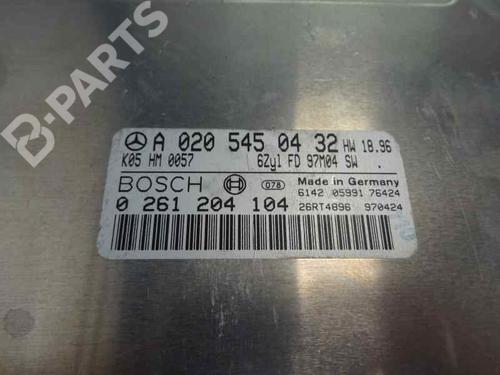 B-PARTS
A 020 545 04 32 HW 18.96
K05 HM 0057 6Zyl FD 97M04 SW .
BOSCH 078 Made in Germany
6142 05991 76424
0 261 204 104 26RT4896 970424
B-PARTS